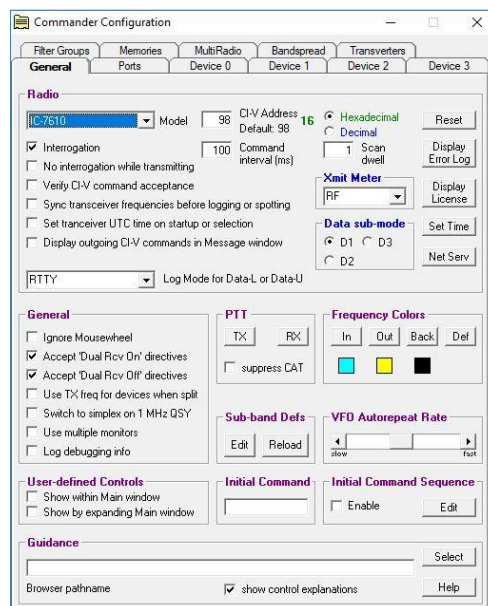 Commander Configuration
Filter Groups Memories MultiRadio Bandspread Transverters
General Ports Device 0 Device 1 Device 2 Device 3
Radio
IC-7610 Model 98 CI-V Address Default: 98 16 Hexadecimal Decimal Reset
Interrogation 100 Command interval (ms) 1 Scan dwell Display Error Log
No interrogation while transmitting
Verify CI-V command acceptance Xmit Meter
Sync transceiver frequencies before logging or spotting RF Display License
Set tranceiver UTC time on startup or selection Data sub-mode Set Time
Display outgoing CI-V commands in Message window D1 D3
D2 Net Serv
RTTY Log Mode for Data-L or Data-U
General PTT Frequency Colors
Ignore Mousewheel TX RX In Out Back Def
Accept 'Dual Rcv On' directives
Accept 'Dual Rcv Off' directives suppress CAT
Use TX freq for devices when split
Switch to simplex on 1 MHz QSY Sub-band Defs VFO Autorepeat Rate
Use multiple monitors Edit Reload
Log debugging info slow fast
User-defined Controls Initial Command Initial Command Sequence
Show within Main window
Show by expanding Main window Enable Edit
Guidance
Select
Browser pathname show control explanations Help